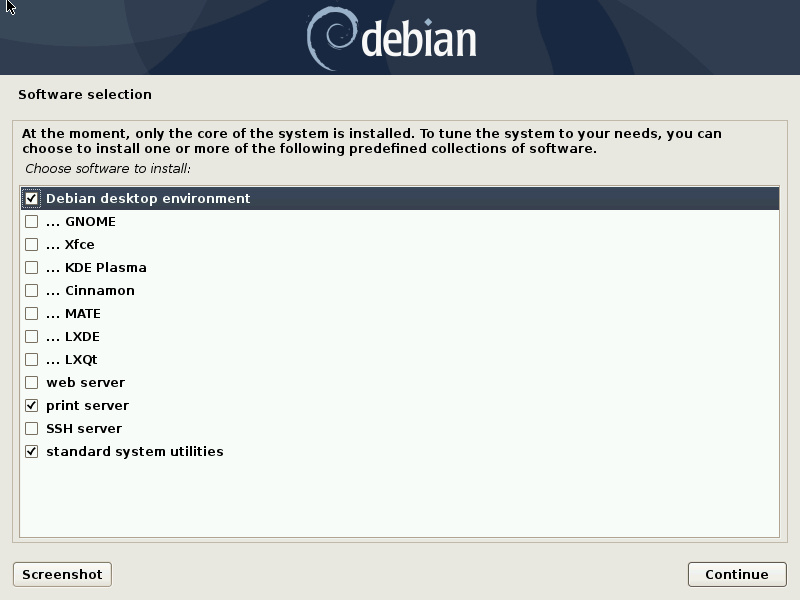 debian
Software selection
At the moment, only the core of the system is installed. To tune the system to your needs, you can
choose to install one or more of the following predefined collections of software.
Choose software to install:
Debian desktop environment
... GNOME
... Xfce
... KDE Plasma
... Cinnamon
... MATE
... LXDE
... LXQt
web server
print server
SSH server
standard system utilities
Screenshot
Continue